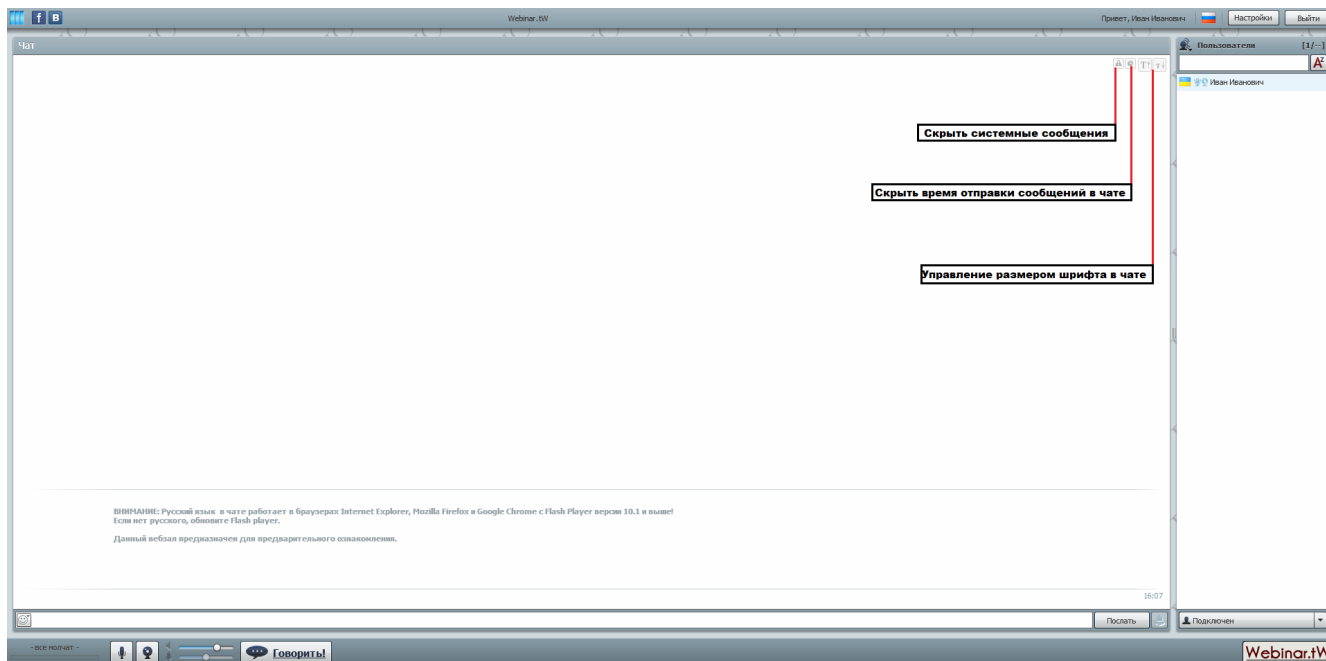 f B
Webinar.tW
Привет, Иван Иванович
Настройки
Выйти
Чат
Пользователи [1/--]
T↑ T↓
AZ
Иван Иванович
Скрыть системные сообщения
Скрыть время отправки сообщений в чате
Управление размером шрифта в чате
ВНИМАНИЕ: Русский язык в чате работает в браузерах Internet Explorer, Mozilla Firefox и Google Chrome с Flash Player версии 10.1 и выше!
Если нет русского, обновите Flash player.
Данный вебзал предназначен для предварительного ознакомления.
16:07
Послать
Подключен
- все молчат -
Говорить!
Webinar.tW